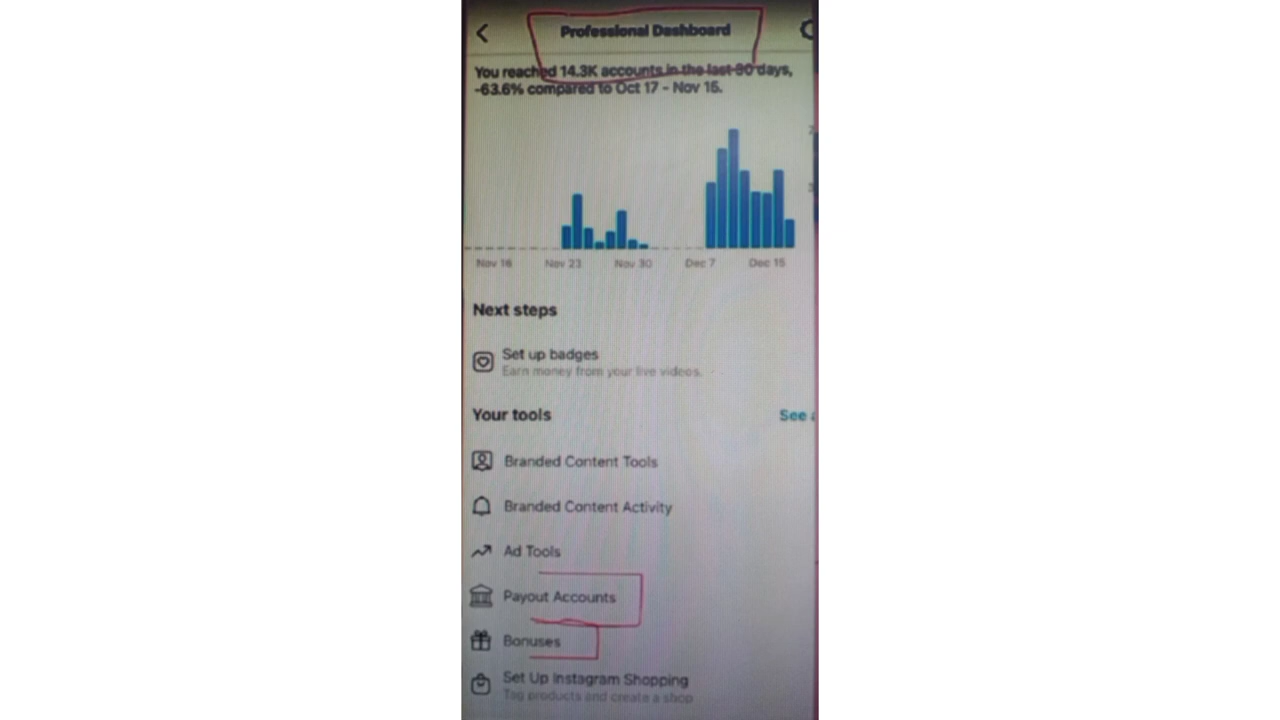 Professional Dashboard
You reached 14.3K accounts in the last 30 days,
-63.6% compared to Oct 17 - Nov 15.
Nov 16 Nov 23 Nov 30 Dec 7 Dec 15
Next steps
Set up badges
Earn money from your live videos.
Your tools
See
Branded Content Tools
Branded Content Activity
Ad Tools
Payout Accounts
Bonuses
Set Up Instagram Shopping
Tag products and create a shop